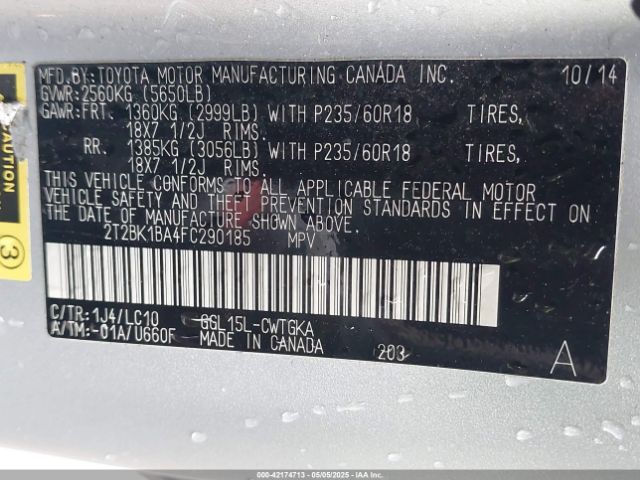 MFD.BY:TOYOTA MOTOR MANUFACTURING CANADA INC. 10/14
GVWR:2560KG (5650LB)
GAWR:FRT. 1360KG (2999LB) WITH P235/60R18 TIRES,
18X7 1/2J RIMS.
RR. 1385KG (3056LB) WITH P235/60R18 TIRES,
18X7 1/2J RIMS.
THIS VEHICLE CONFORMS TO ALL APPLICABLE FEDERAL MOTOR
VEHICLE SAFETY AND THEFT PREVENTION STANDARDS IN EFFECT ON
THE DATE OF MANUFACTURE SHOWN ABOVE.
2T2BK1BA4FC290185 MPV
C/TR:1J4/LC10 GGL15L-CWTGKA
A/TM:-01A/U660F MADE IN CANADA 203 A
CAUTION
3
000-42174713 - 05/05/2025 - IAAI.COM